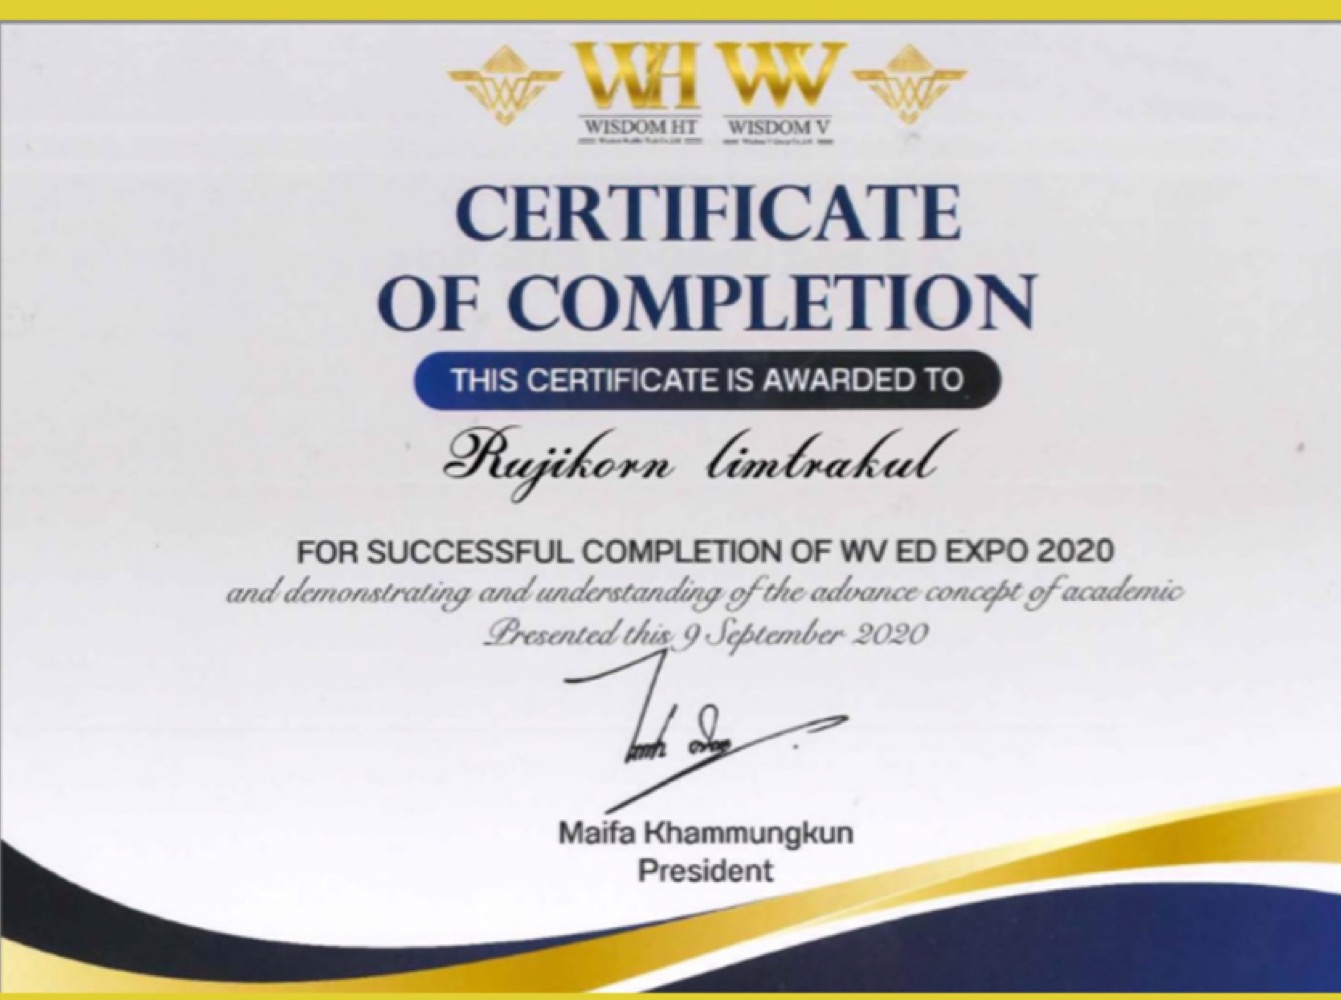 WH WV
WISDOM HT WISDOM V
CERTIFICATE
OF COMPLETION
THIS CERTIFICATE IS AWARDED TO
Rujikorn limtrakul
FOR SUCCESSFUL COMPLETION OF WV ED EXPO 2020
and demonstrating and understanding of the advance concept of academic
Presented this 9 September 2020
Maifa Khammungkun
President